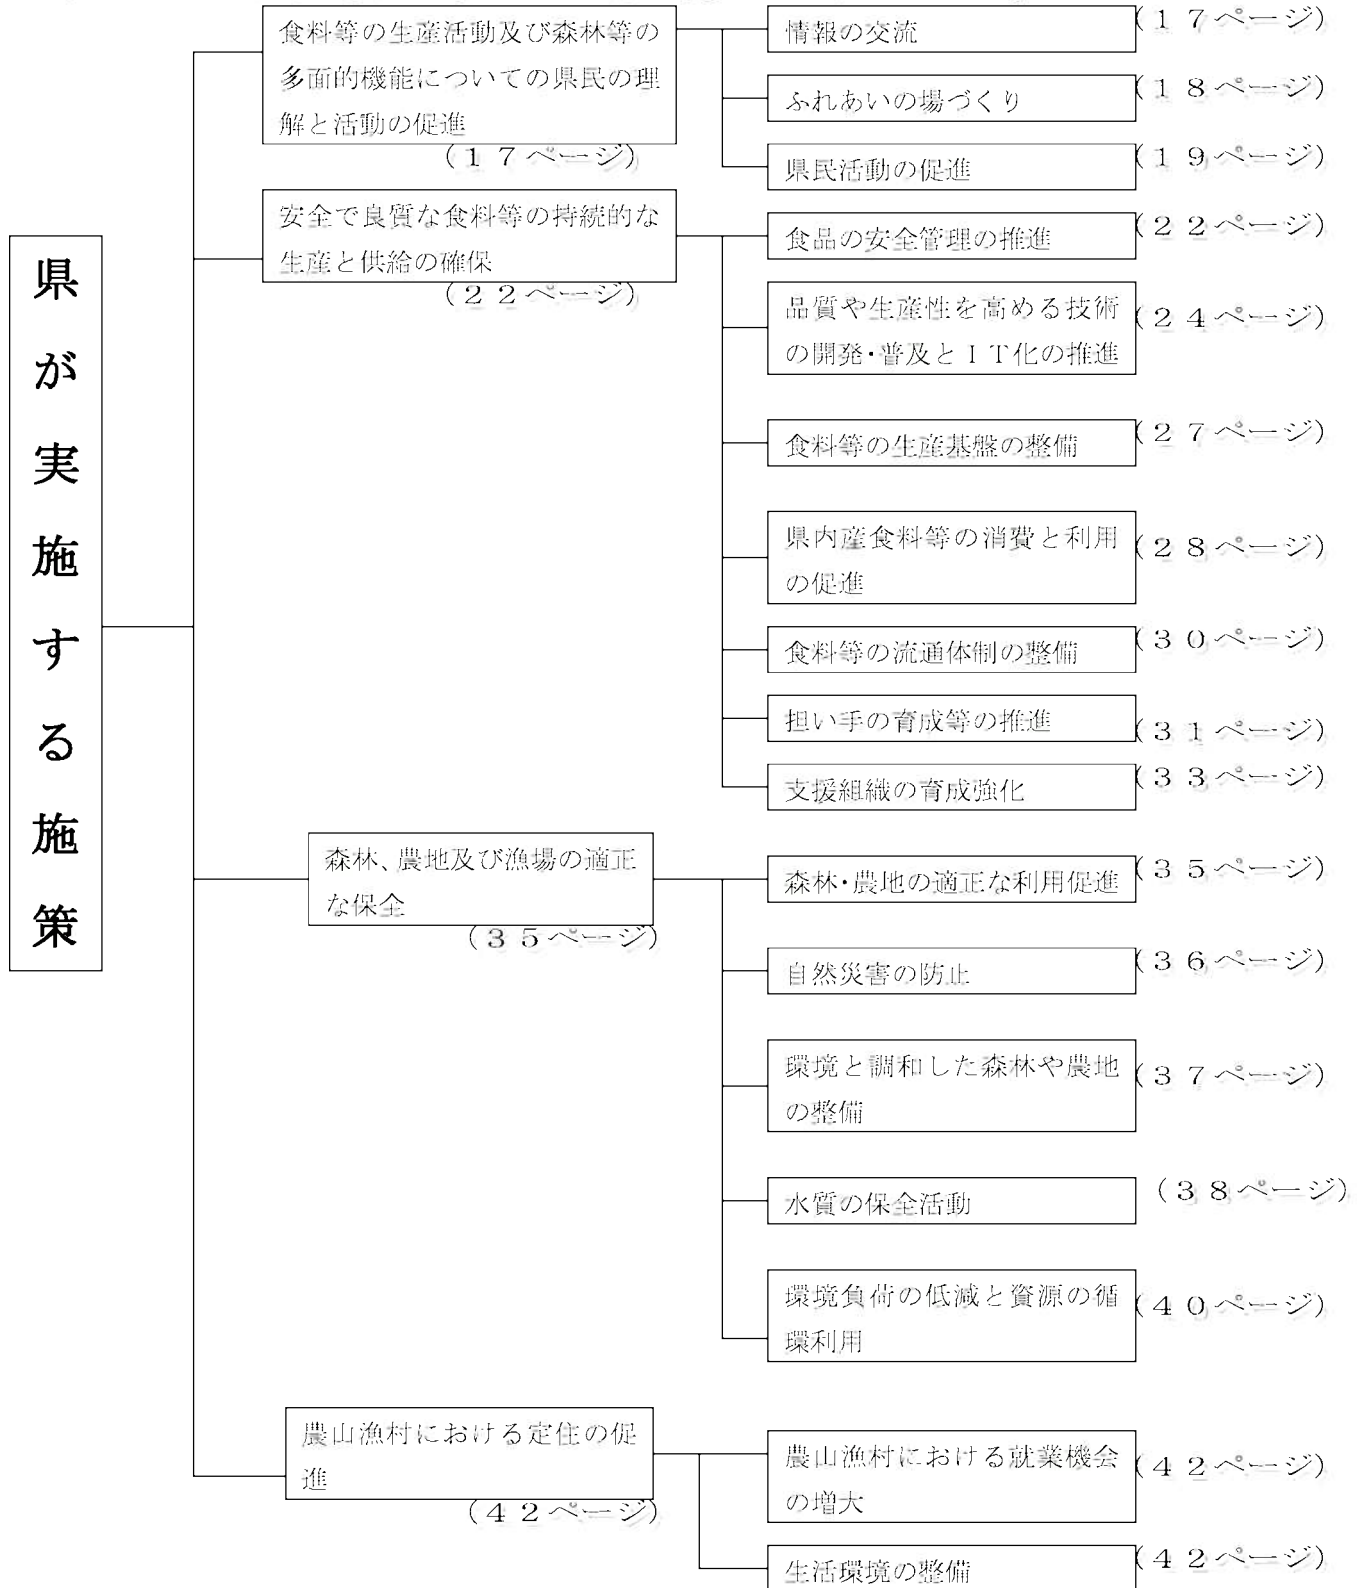 県が実施する施策
食料等の生産活動及び森林等の
多面的機能についての県民の理
解と活動の促進
(17ページ)
情報の交流
(17ページ)
ふれあいの場づくり
(18ページ)
県民活動の促進
(19ページ)
安全で良質な食料等の持続的な
生産と供給の確保
(22ページ)
食品の安全管理の推進
(22ページ)
品質や生産性を高める技術
の開発・普及とIT化の推進
(24ページ)
食料等の生産基盤の整備
(27ページ)
県内産食料等の消費と利用
の促進
(28ページ)
食料等の流通体制の整備
(30ページ)
担い手の育成等の推進
(31ページ)
支援組織の育成強化
(33ページ)
森林、農地及び漁場の適正
な保全
(35ページ)
森林・農地の適正な利用促進
(35ページ)
自然災害の防止
(36ページ)
環境と調和した森林や農地
の整備
(37ページ)
水質の保全活動
(38ページ)
環境負荷の低減と資源の循
環利用
(40ページ)
農山漁村における定住の促
進
(42ページ)
農山漁村における就業機会
の増大
(42ページ)
生活環境の整備
(42ページ)